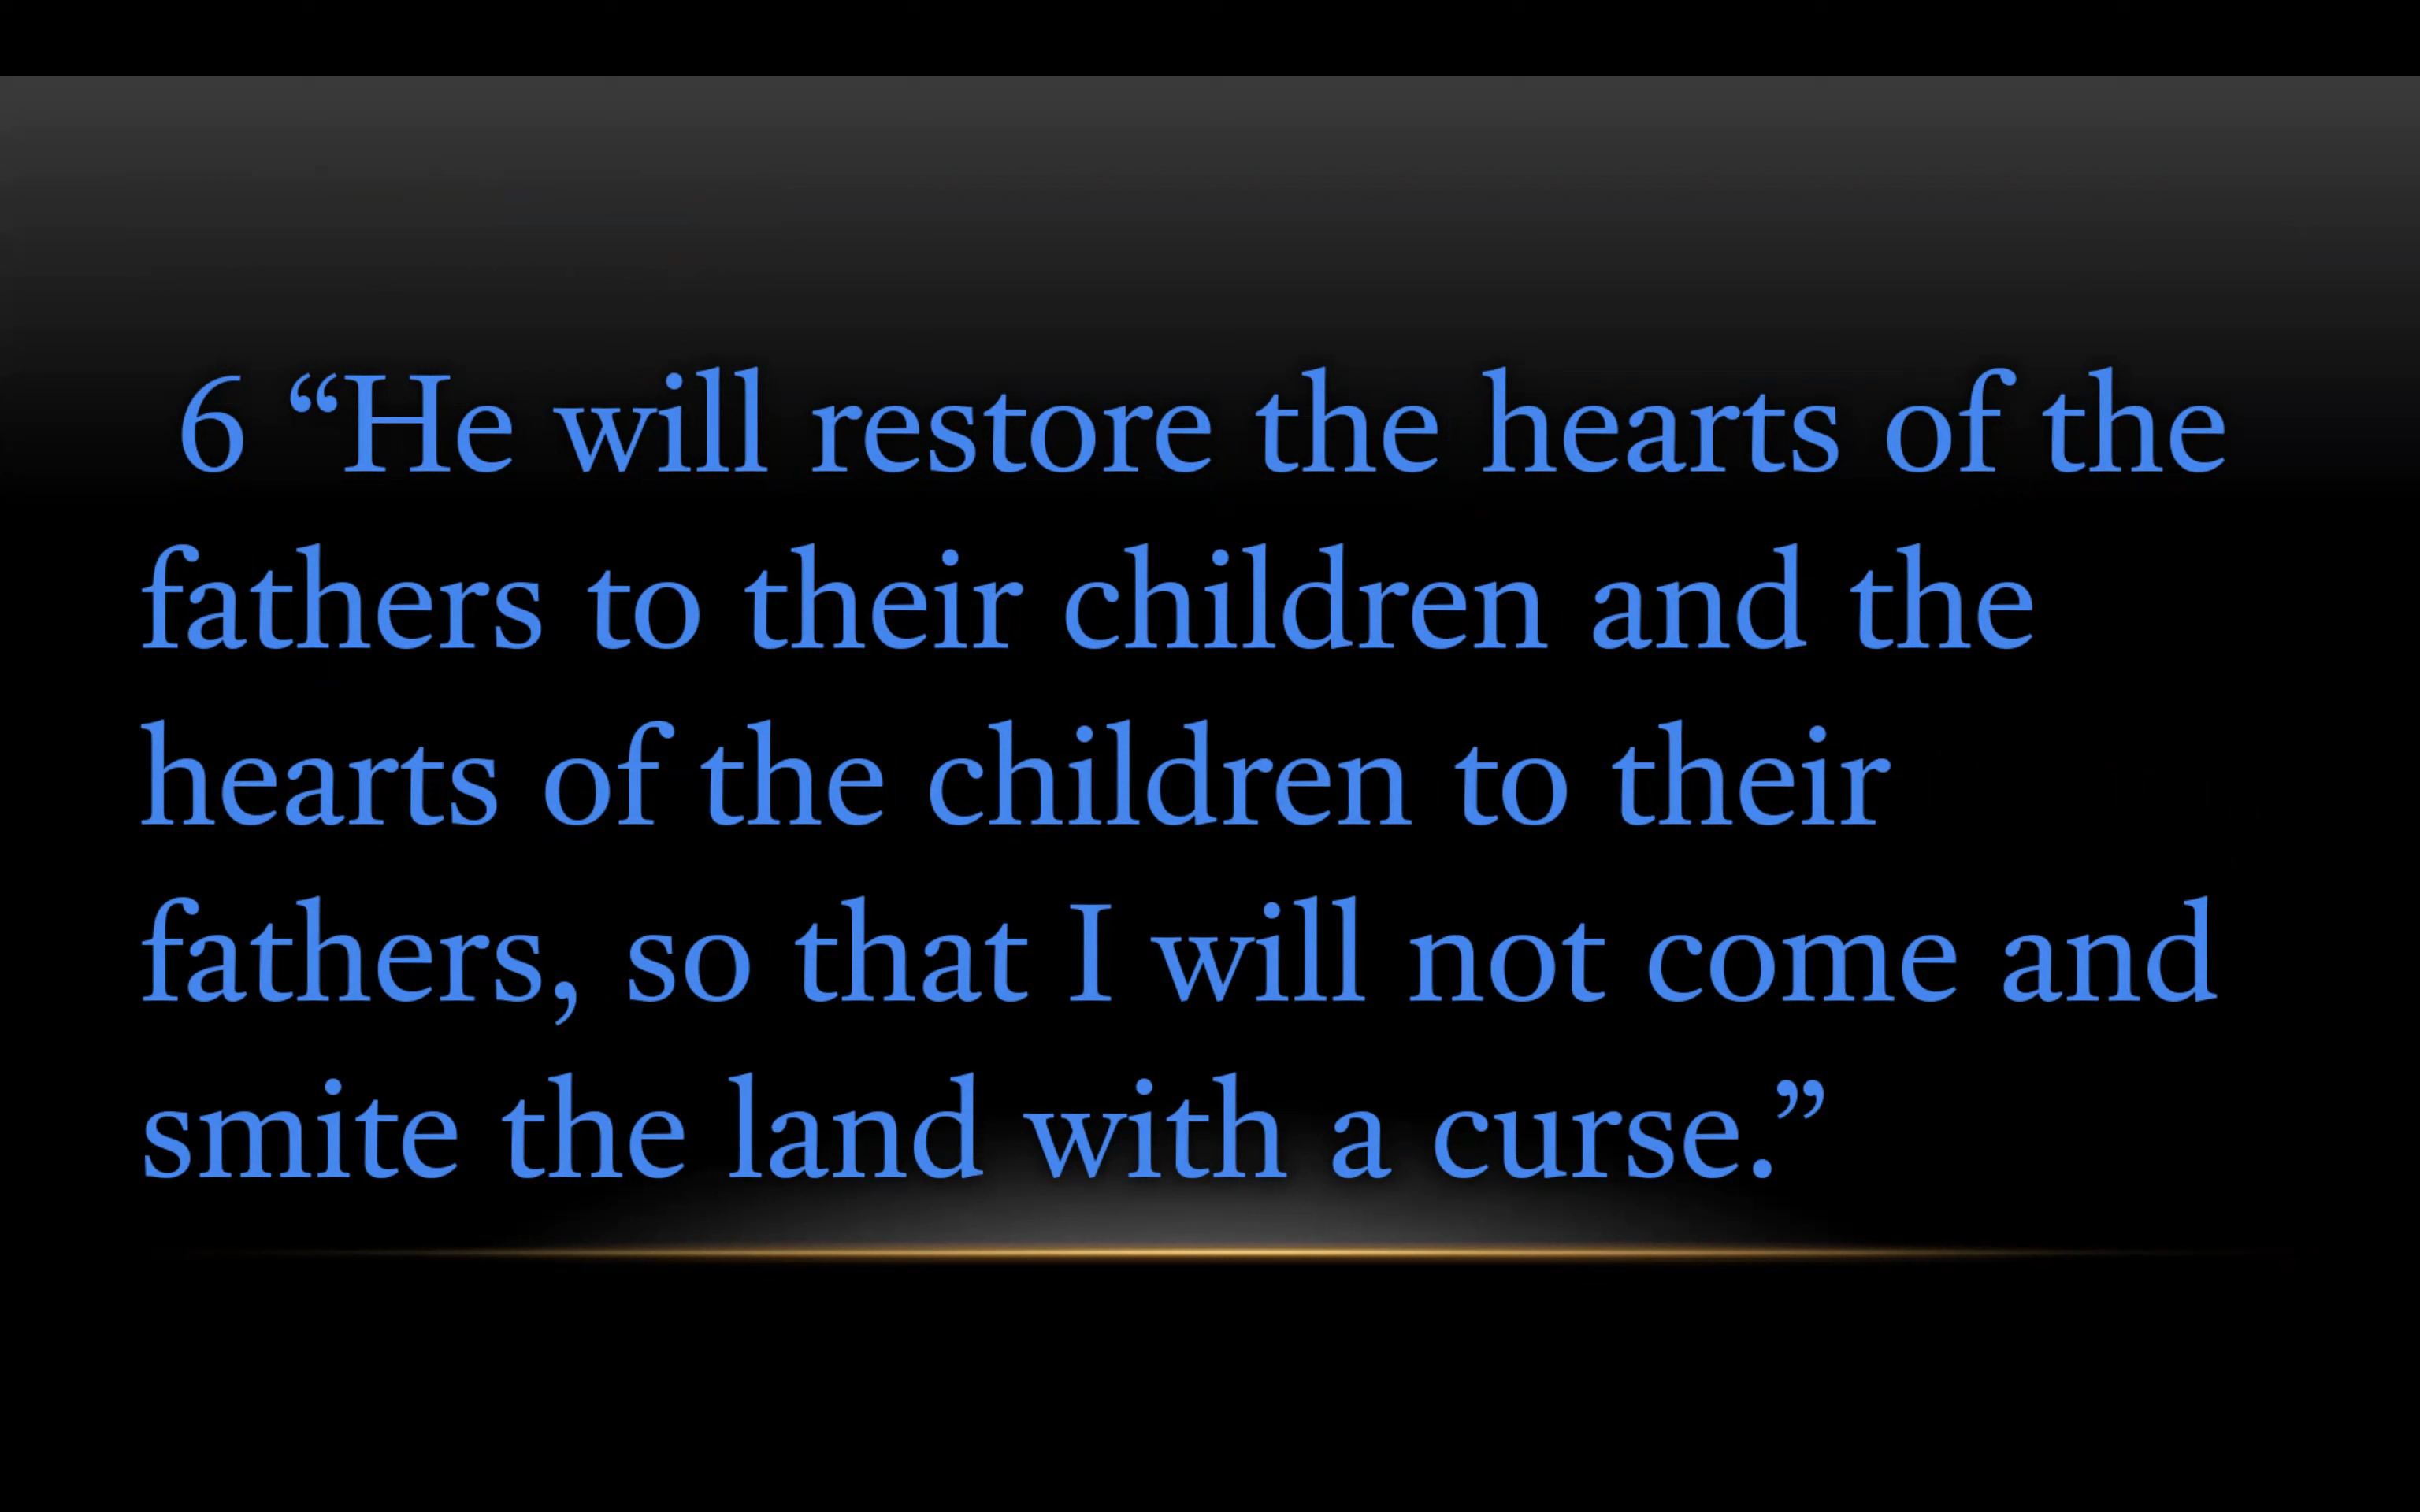 6 “He will restore the hearts of the
fathers to their children and the
hearts of the children to their
fathers, so that I will not come and
smite the land with a curse.”